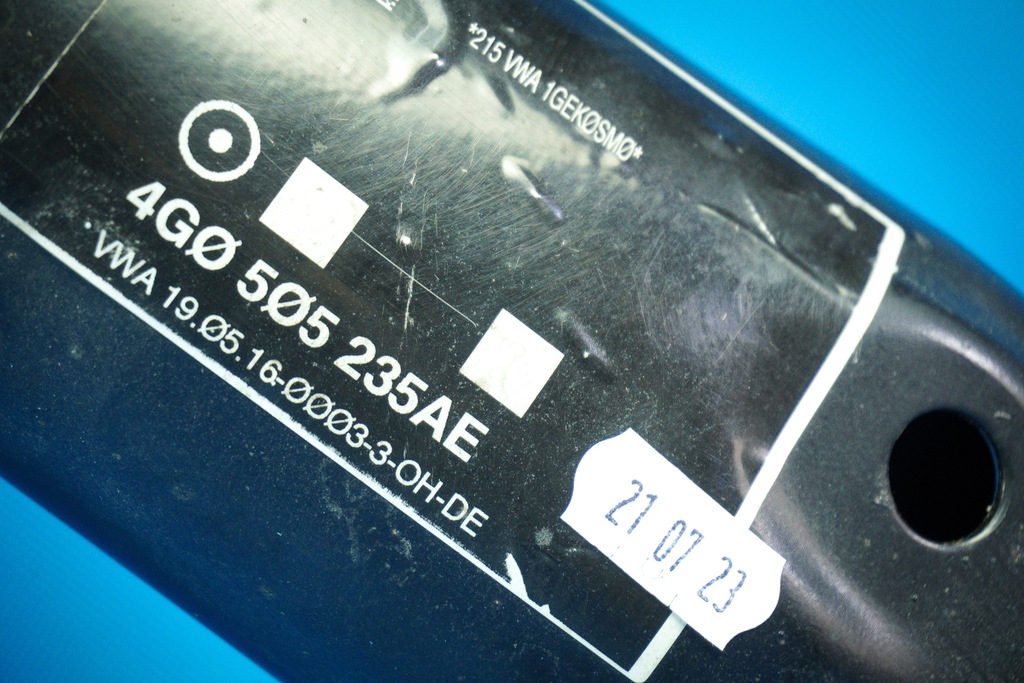 *215 VWA 1GEKØSMØ*
4GØ 5Ø5 235AE
VWA 19.Ø5.16-ØØØ3-3-OH-DE
21 07 23